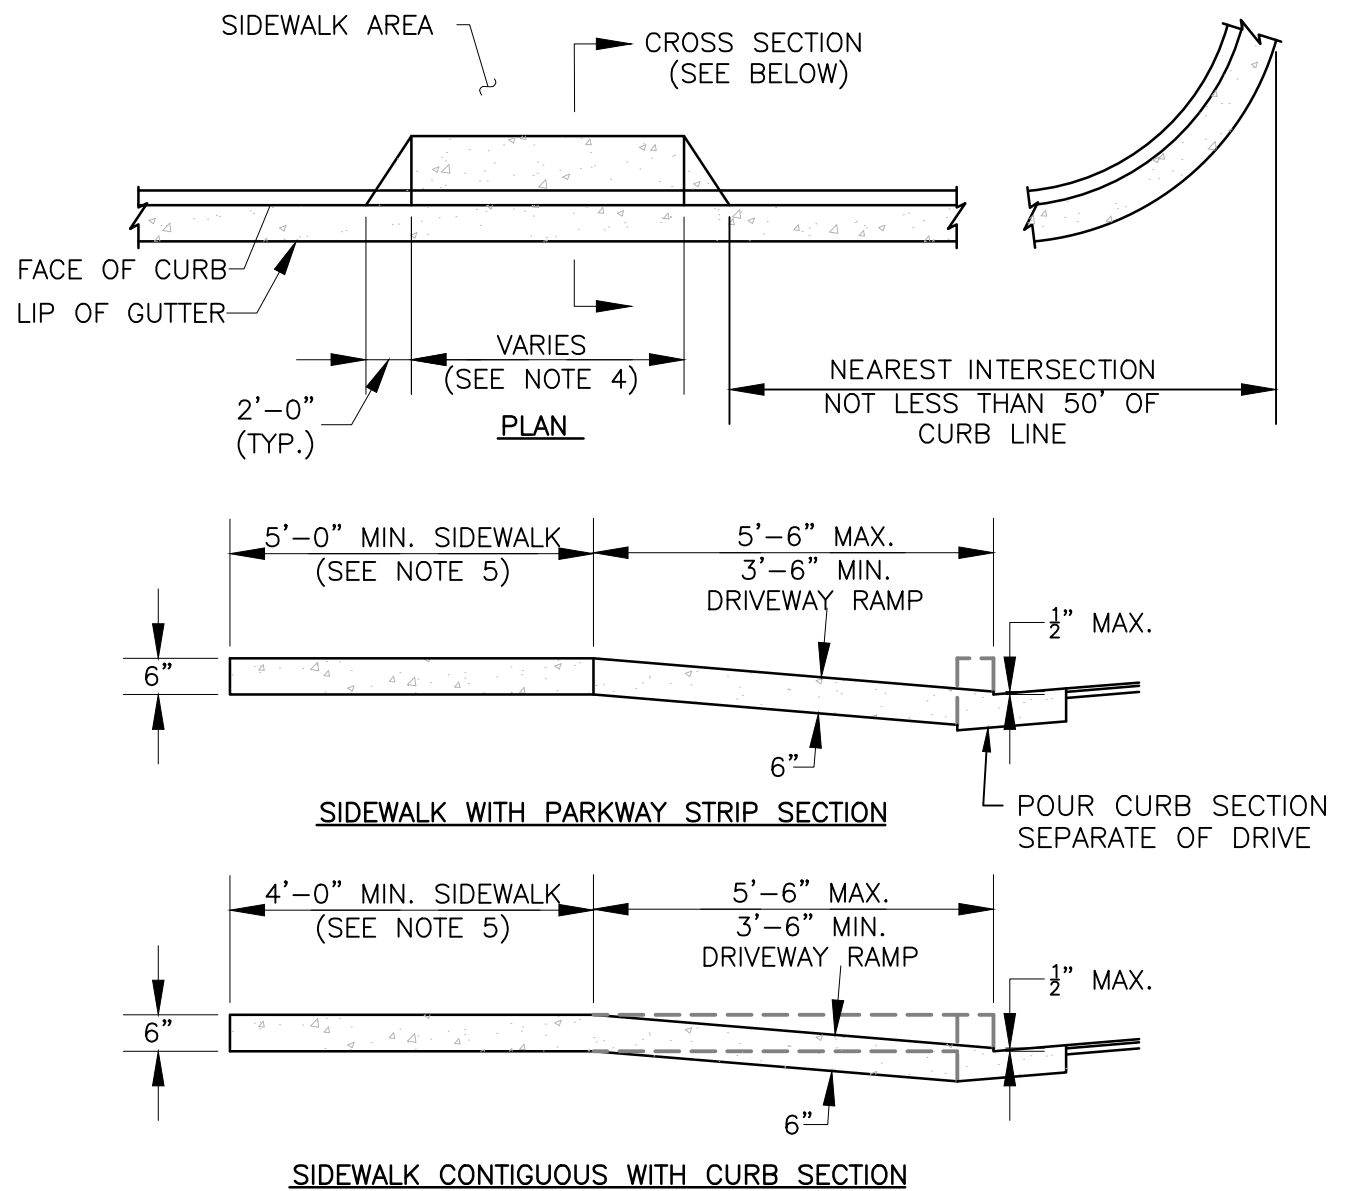 SIDEWALK AREA
CROSS SECTION
(SEE BELOW)
FACE OF CURB
LIP OF GUTTER
VARIES
(SEE NOTE 4)
2'-0"
(TYP.)
PLAN
NEAREST INTERSECTION
NOT LESS THAN 50' OF
CURB LINE
5'-0" MIN. SIDEWALK
(SEE NOTE 5)
5'-6" MAX.
3'-6" MIN.
DRIVEWAY RAMP
1/2" MAX.
6"
6"
POUR CURB SECTION
SEPARATE OF DRIVE
SIDEWALK WITH PARKWAY STRIP SECTION
4'-0" MIN. SIDEWALK
(SEE NOTE 5)
5'-6" MAX.
3'-6" MIN.
DRIVEWAY RAMP
1/2" MAX.
6"
6"
SIDEWALK CONTIGUOUS WITH CURB SECTION